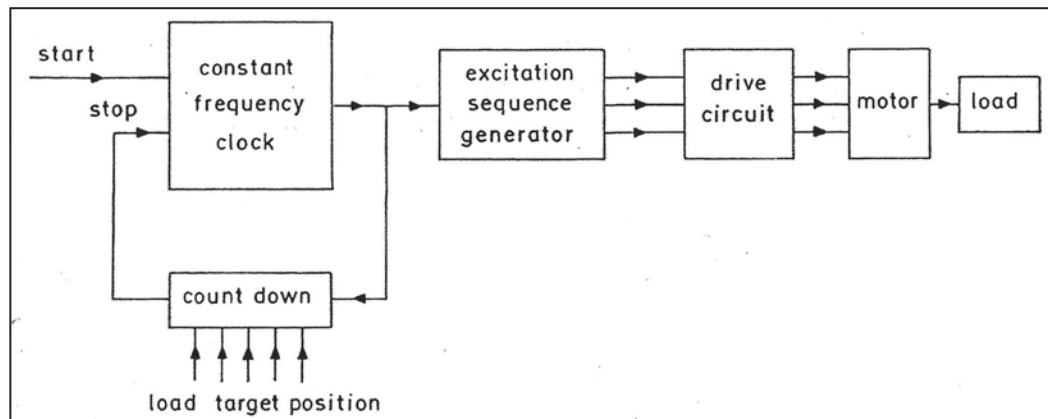 start
stop
constant
frequency
clock
excitation
sequence
generator
drive
circuit
motor
load
count down
load target position